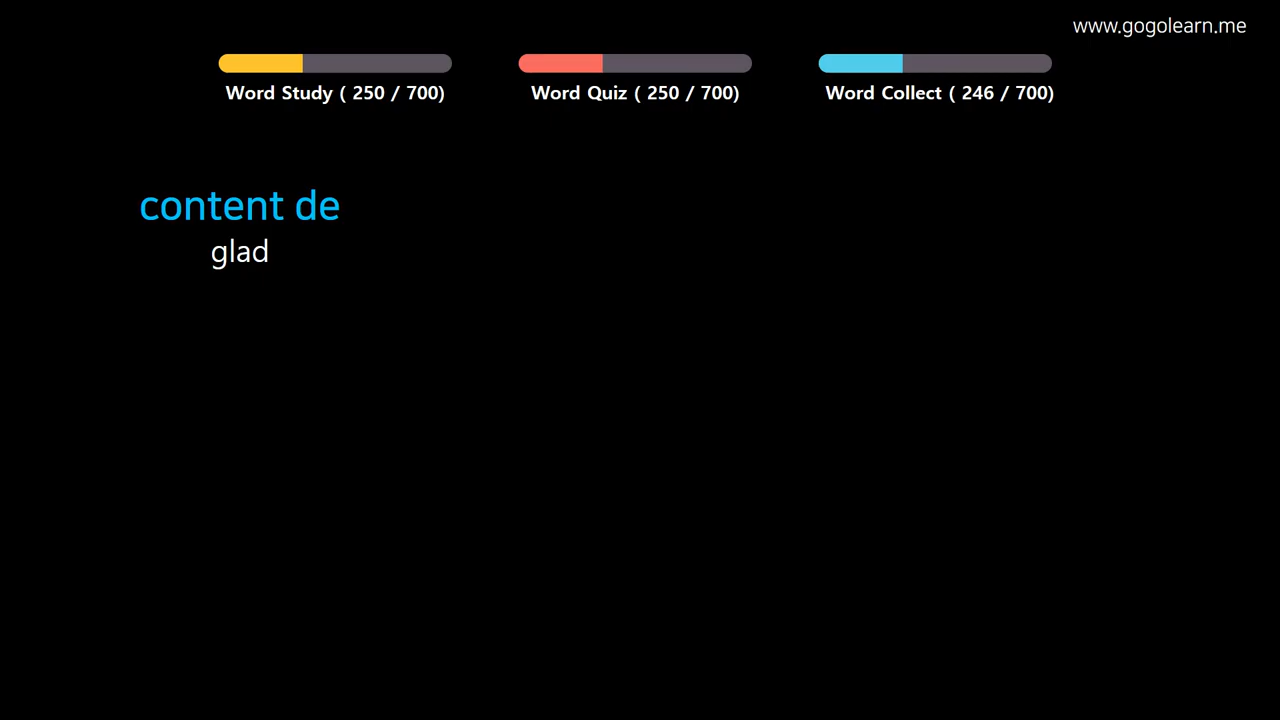 www.gogolearn.me
Word Study ( 250 / 700)
Word Quiz ( 250 / 700)
Word Collect ( 246 / 700)
content de
glad